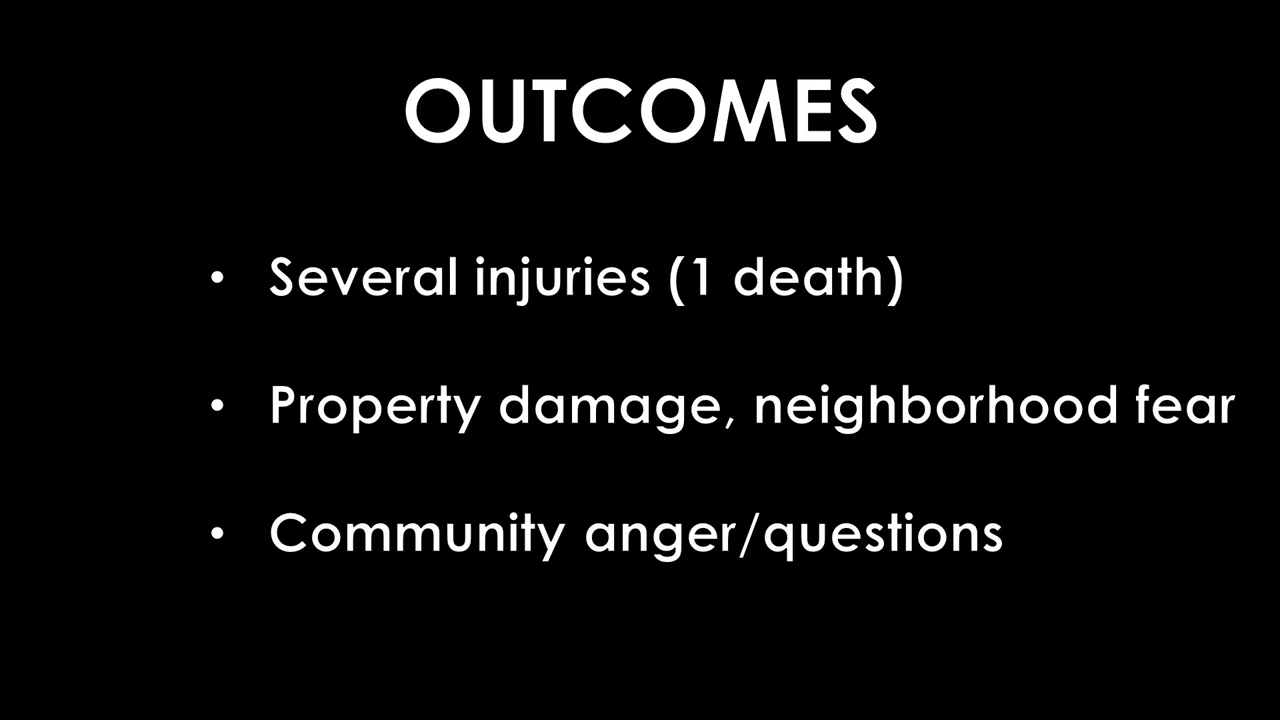 OUTCOMES
• Several injuries (1 death)
• Property damage, neighborhood fear
• Community anger/questions